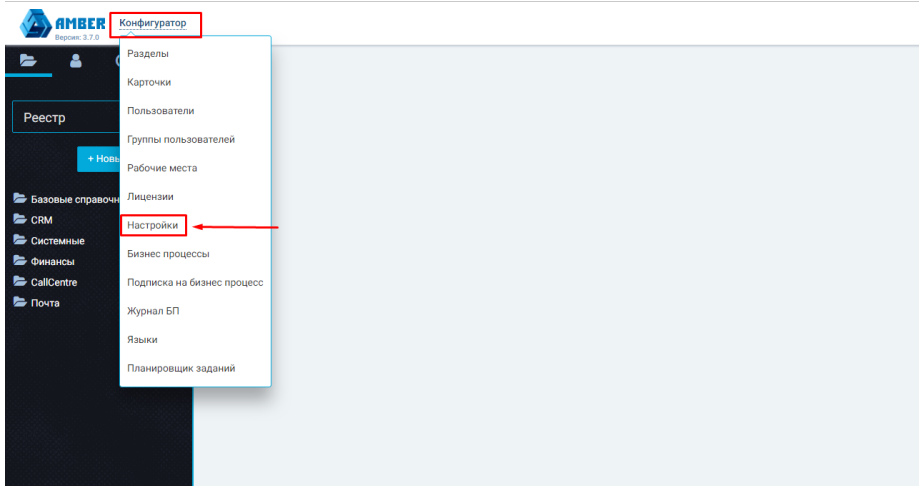 AMBER
Версия: 3.7.0
Конфигуратор
Разделы
Карточки
Пользователи
Группы пользователей
Рабочие места
Лицензии
Настройки
Бизнес процессы
Подписка на бизнес процесс
Журнал БП
Языки
Планировщик заданий
Реестр
+ Новы
Базовые справочн
CRM
Системные
Финансы
CallCentre
Почта